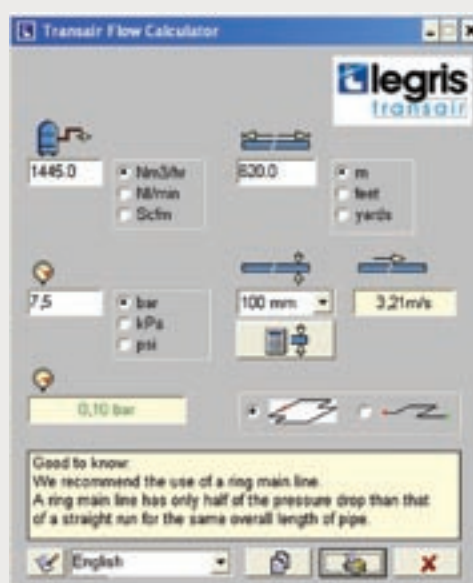 Transair Flow Calculator
legris
transair
1445.0
Nm3/hr
Nl/min
Scfm
620.0
m
feet
yards
7,5
bar
kPa
psi
100 mm
3,21m/s
0,10 bar
Good to know:
We recommend the use of a ring main line.
A ring main line has only half of the pressure drop than that
of a straight run for the same overall length of pipe.
English